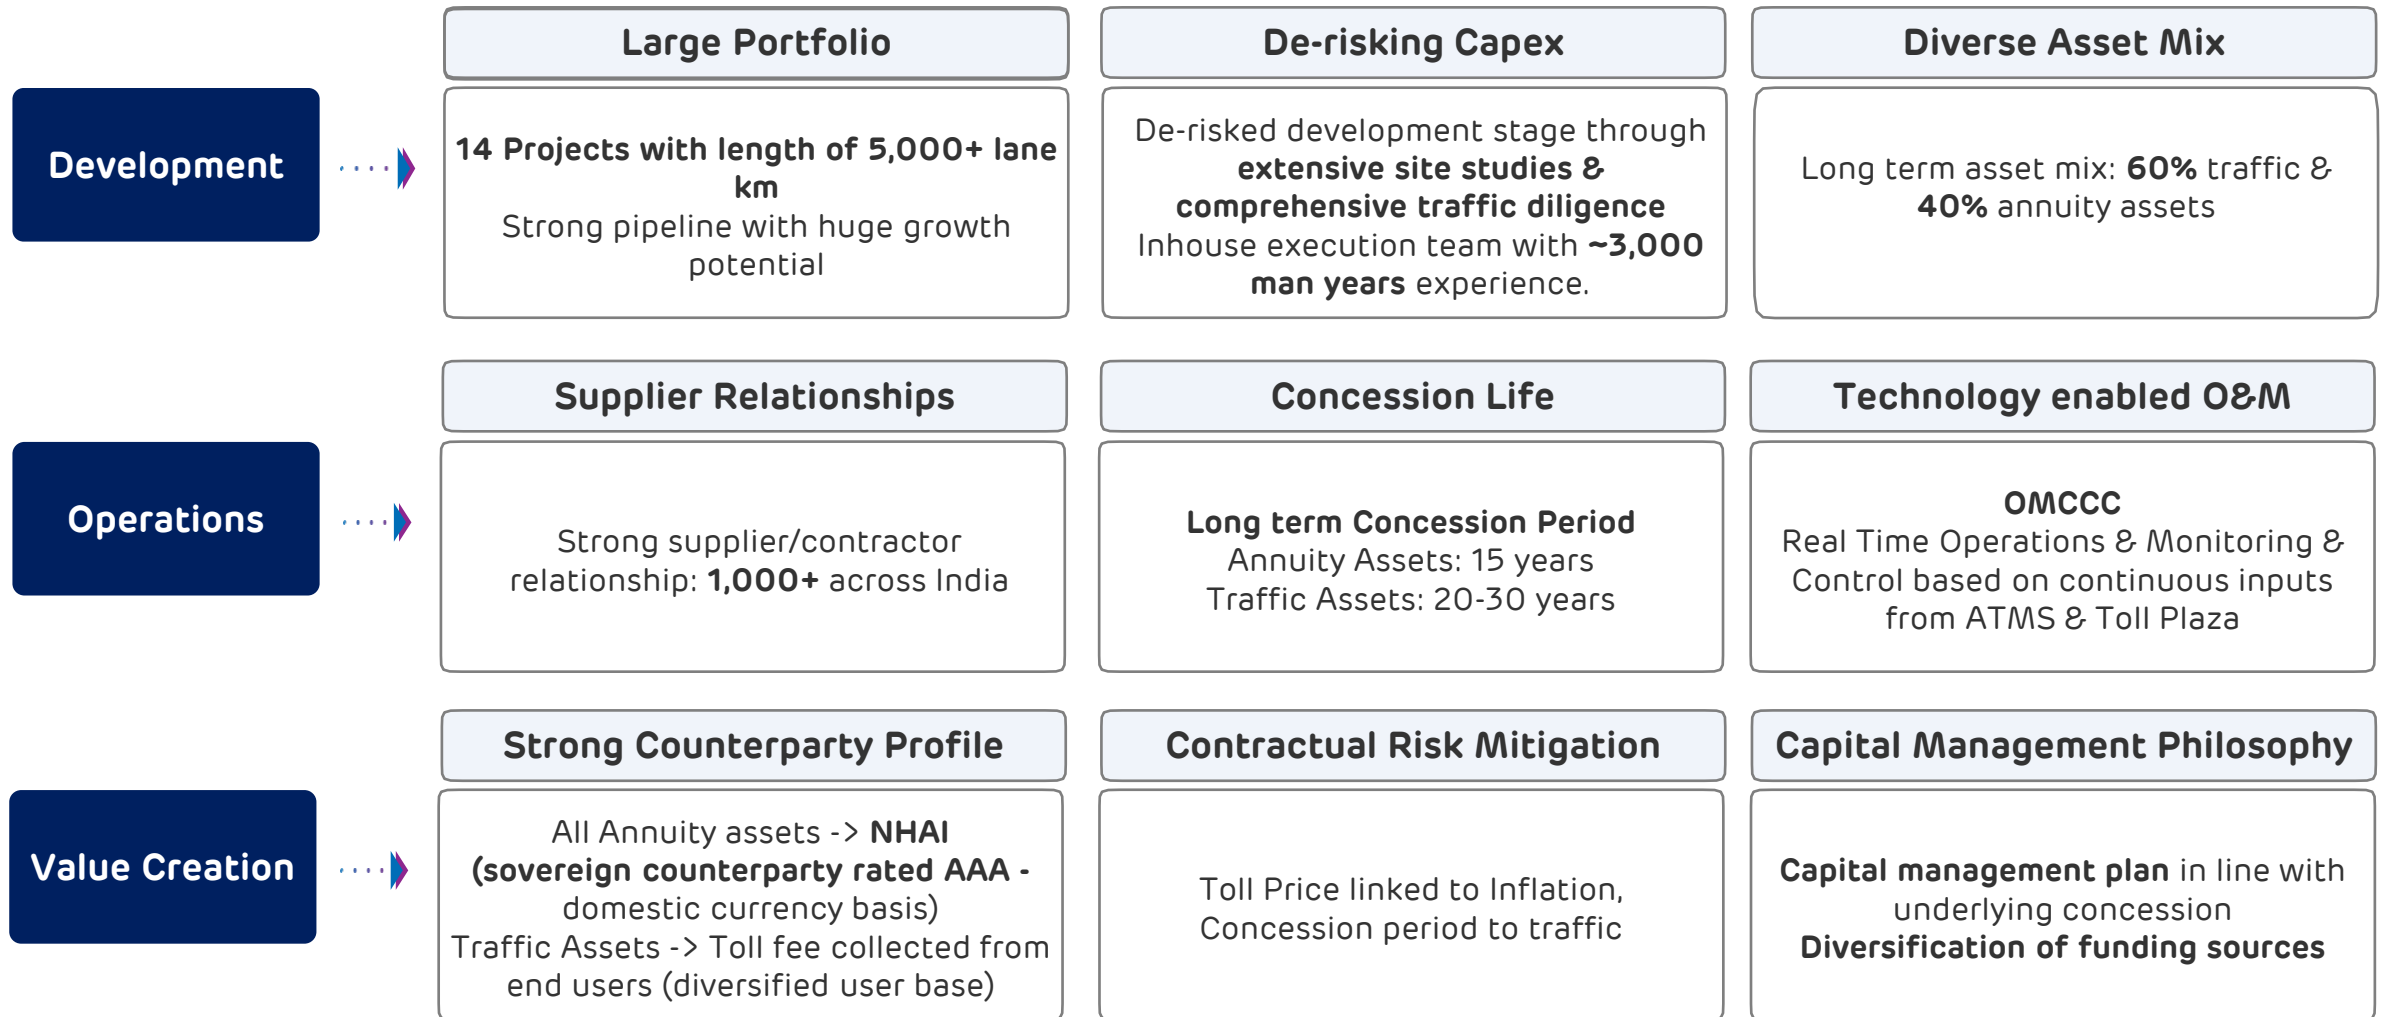 Large Portfolio
De-risking Capex
Diverse Asset Mix
Development
14 Projects with length of 5,000+ lane
km
Strong pipeline with huge growth
potential
De-risked development stage through
extensive site studies &
comprehensive traffic diligence
Inhouse execution team with ~3,000
man years experience.
Long term asset mix: 60% traffic &
40% annuity assets
Supplier Relationships
Concession Life
Technology enabled O&M
Operations
Strong supplier/contractor
relationship: 1,000+ across India
Long term Concession Period
Annuity Assets: 15 years
Traffic Assets: 20-30 years
OMCCC
Real Time Operations & Monitoring &
Control based on continuous inputs
from ATMS & Toll Plaza
Strong Counterparty Profile
Contractual Risk Mitigation
Capital Management Philosophy
Value Creation
All Annuity assets -> NHAI
(sovereign counterparty rated AAA -
domestic currency basis)
Traffic Assets -> Toll fee collected from
end users (diversified user base)
Toll Price linked to Inflation,
Concession period to traffic
Capital management plan in line with
underlying concession
Diversification of funding sources